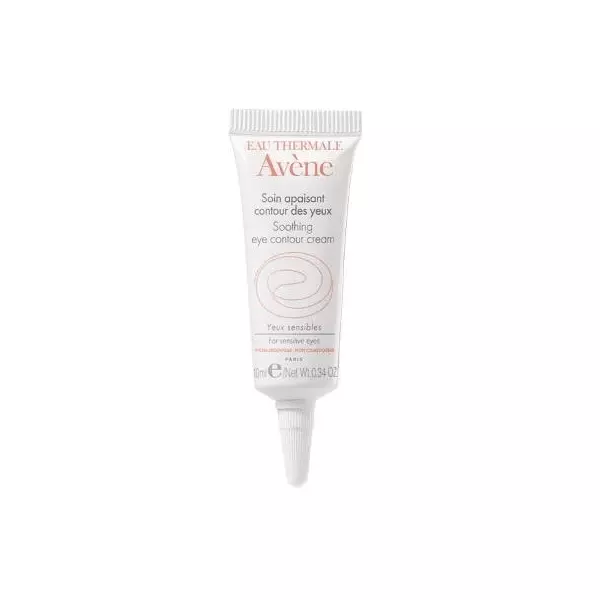 EAU THERMALE
Avène
Soin apaisant
contour des yeux
Soothing
eye contour cream
Yeux sensibles
For sensitive eyes
PARIS
10ml e (Net Wt. 0.34 OZ)